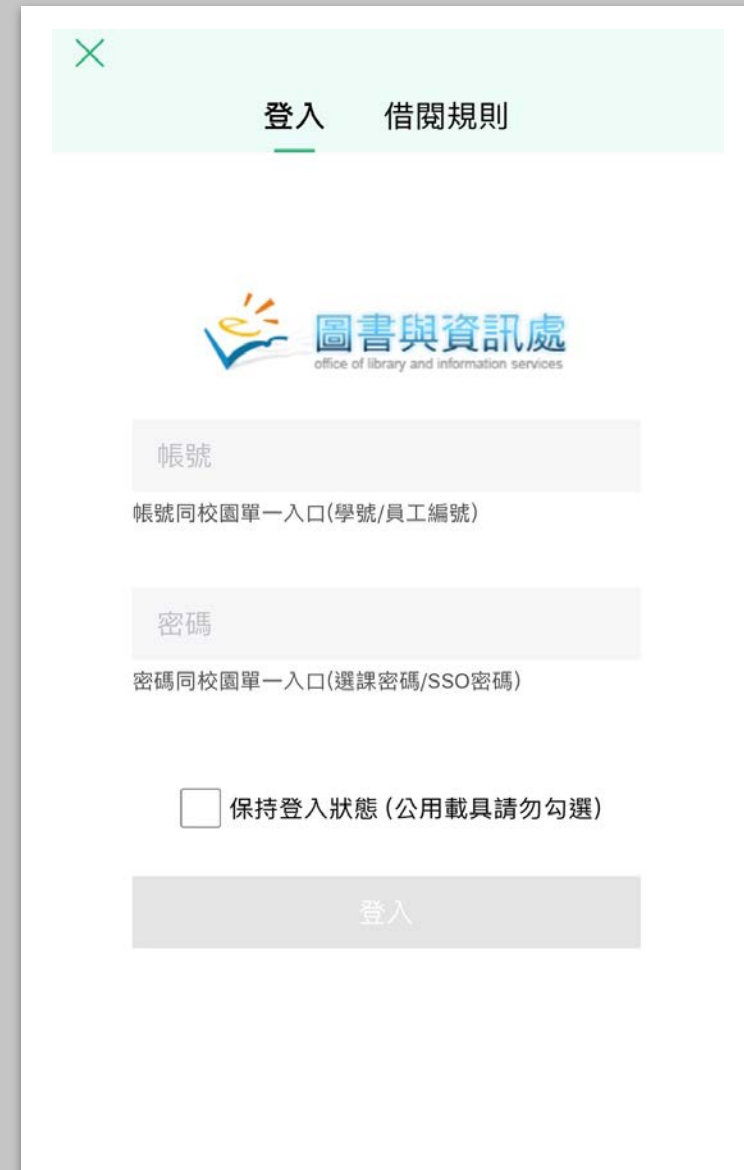 登入 借閱規則
圖書與資訊處
office of library and information services
帳號
帳號同校園單一入口(學號/員工編號)
密碼
密碼同校園單一入口(選課密碼/SSO密碼)
保持登入狀態 (公用載具請勿勾選)
登入